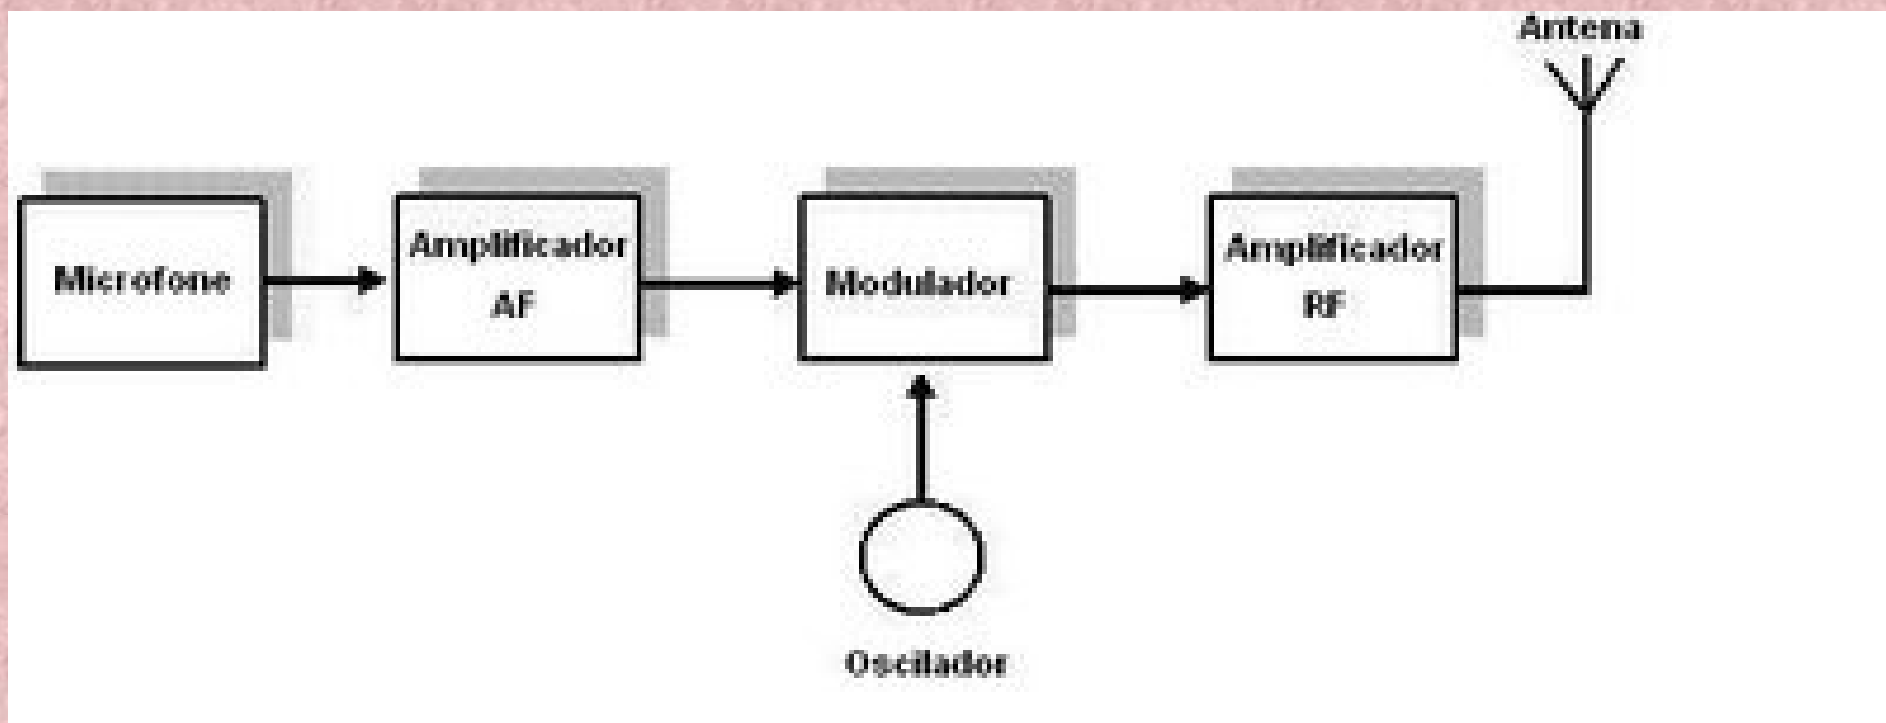 Antena
Microfone
Amplificador
AF
Modulador
Amplificador
RF
Oscilador